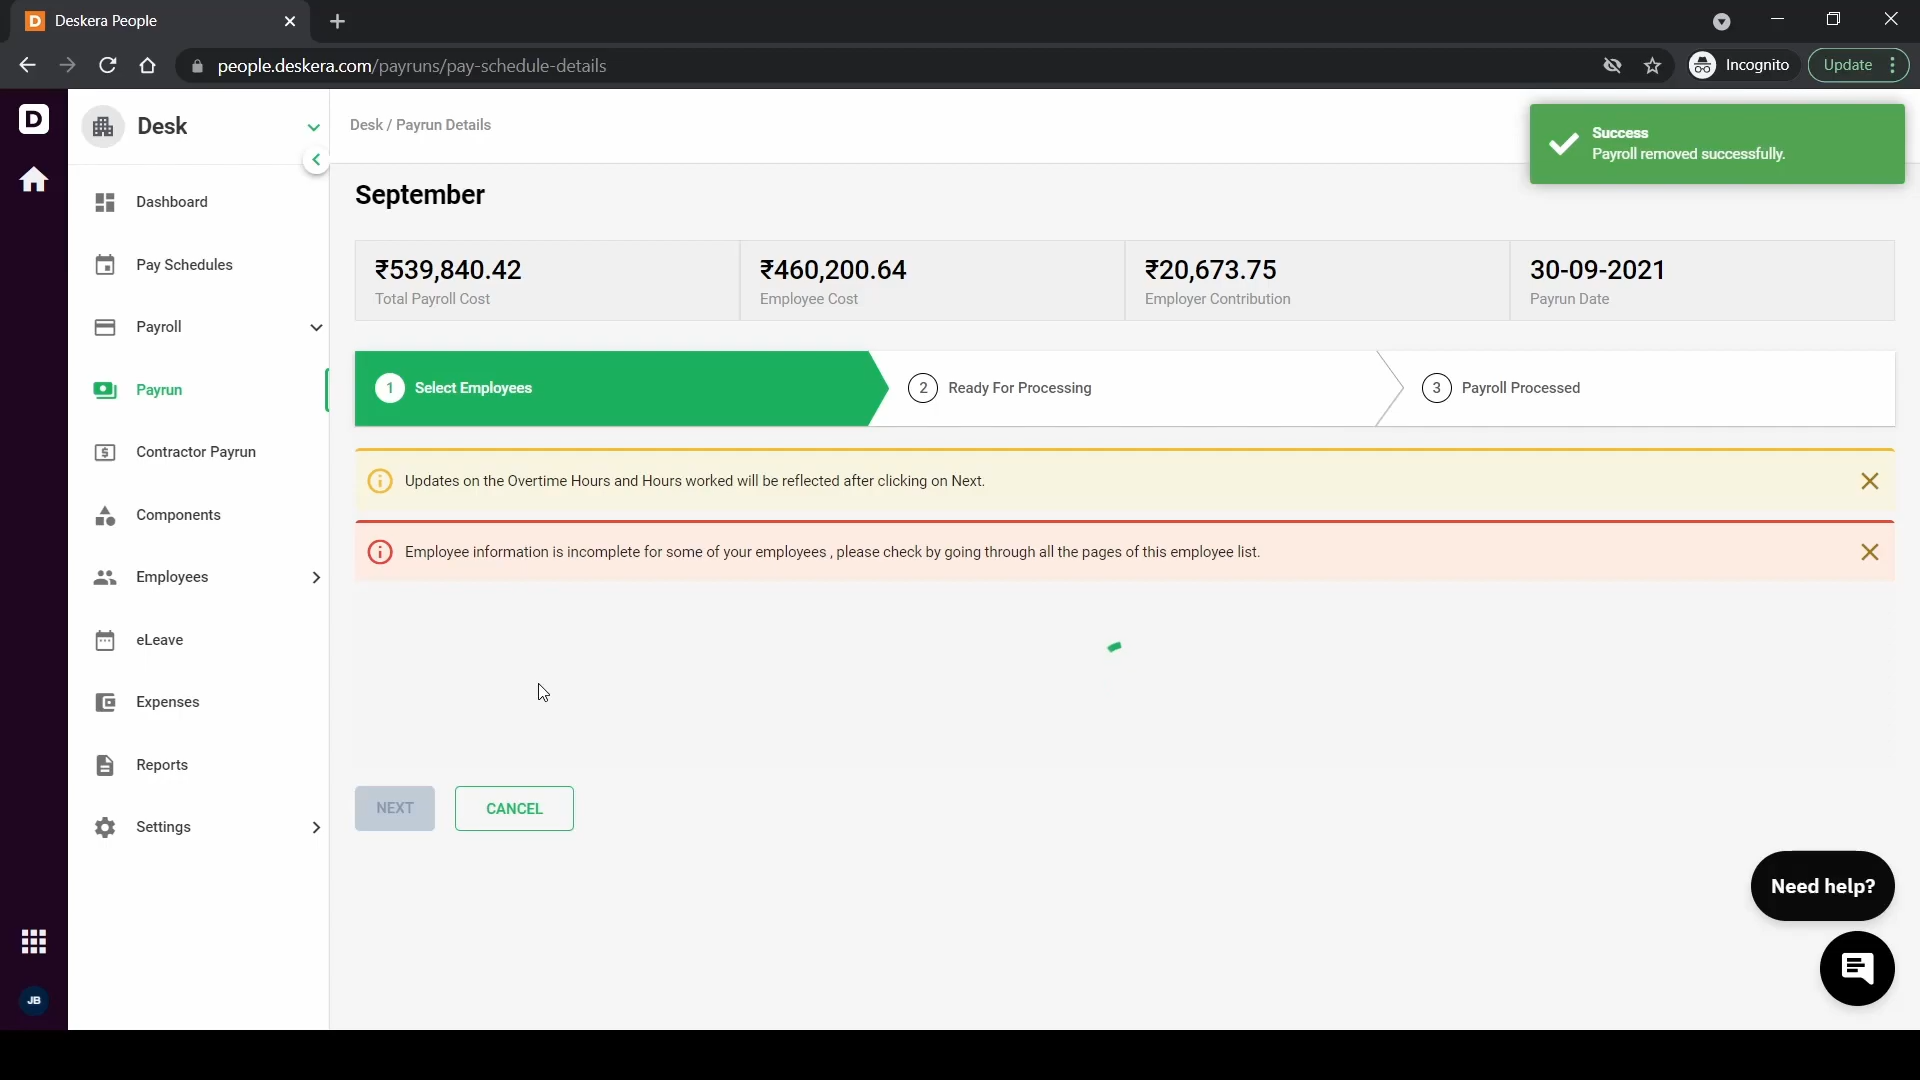 D Deskera People
people.deskera.com/payruns/pay-schedule-details
Incognito
Update
D
Desk
Desk / Payrun Details
Success
Payroll removed successfully.
Dashboard
Pay Schedules
Payroll
Payrun
Contractor Payrun
Components
Employees
eLeave
Expenses
Reports
Settings
JB
September
₹539,840.42
Total Payroll Cost
₹460,200.64
Employee Cost
₹20,673.75
Employer Contribution
30-09-2021
Payrun Date
1 Select Employees
2 Ready For Processing
3 Payroll Processed
Updates on the Overtime Hours and Hours worked will be reflected after clicking on Next.
Employee information is incomplete for some of your employees , please check by going through all the pages of this employee list.
NEXT
CANCEL
Need help?